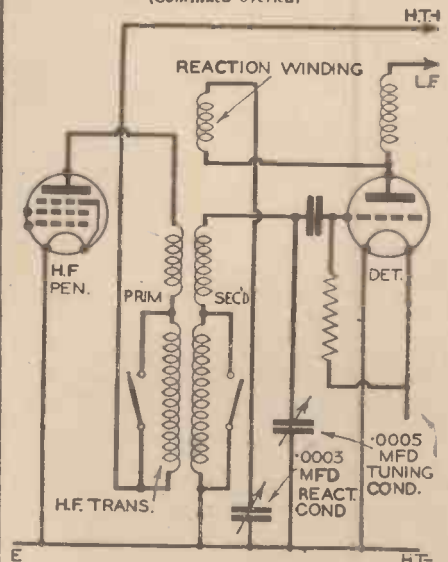 H.T.+
REACTION WINDING
L.F.
H.F.
PEN.
PRIM
SEC'D
DET.
.0005
MFD
TUNING
COND.
.0003
MFD
REACT.
COND
H.F. TRANS.
E
H.T-